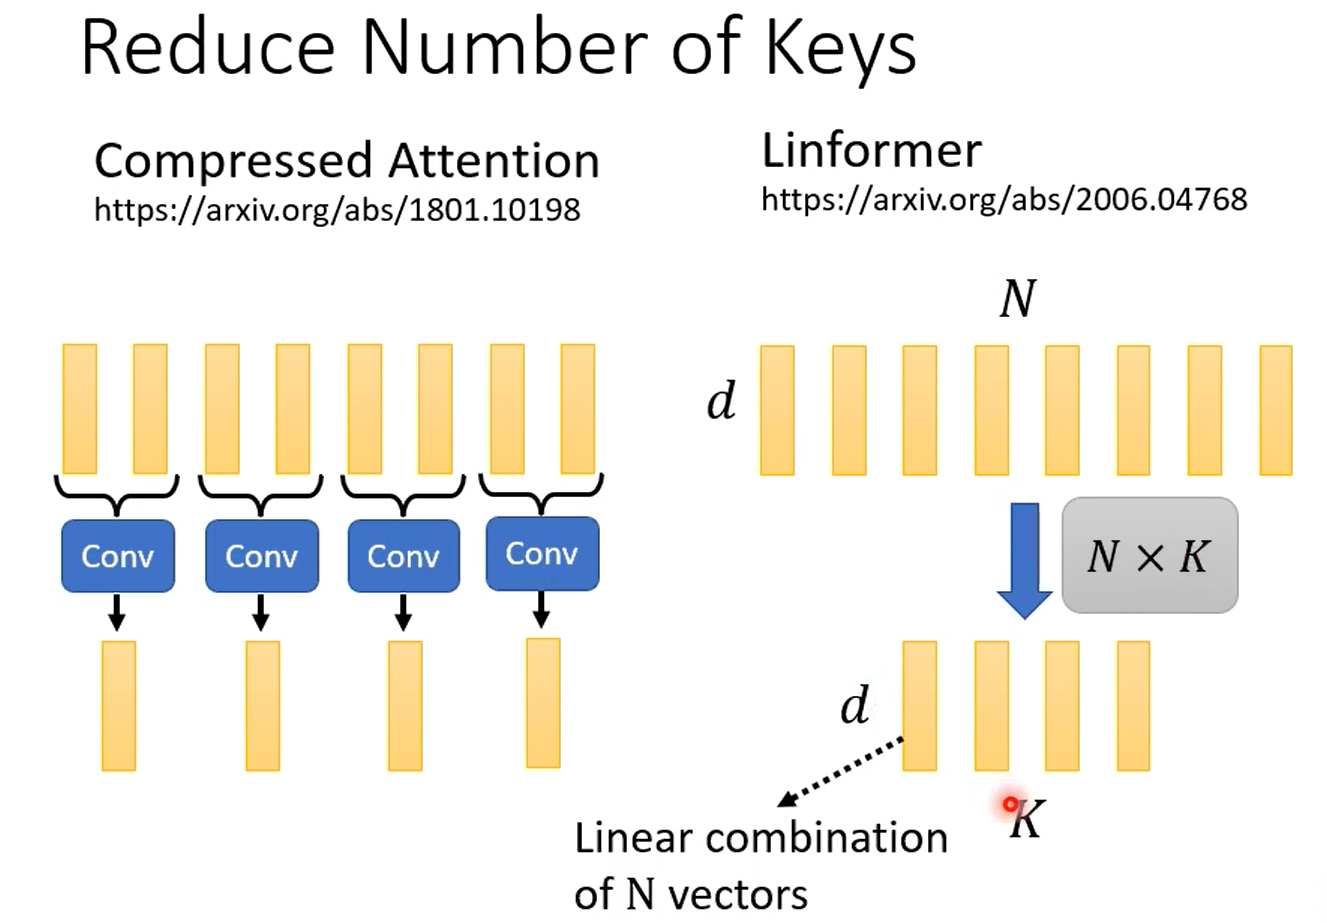 Reduce Number of Keys
Compressed Attention
https://arxiv.org/abs/1801.10198
Linformer
https://arxiv.org/abs/2006.04768
Conv
Conv
Conv
Conv
N
d
N × K
d
K
Linear combination
of N vectors